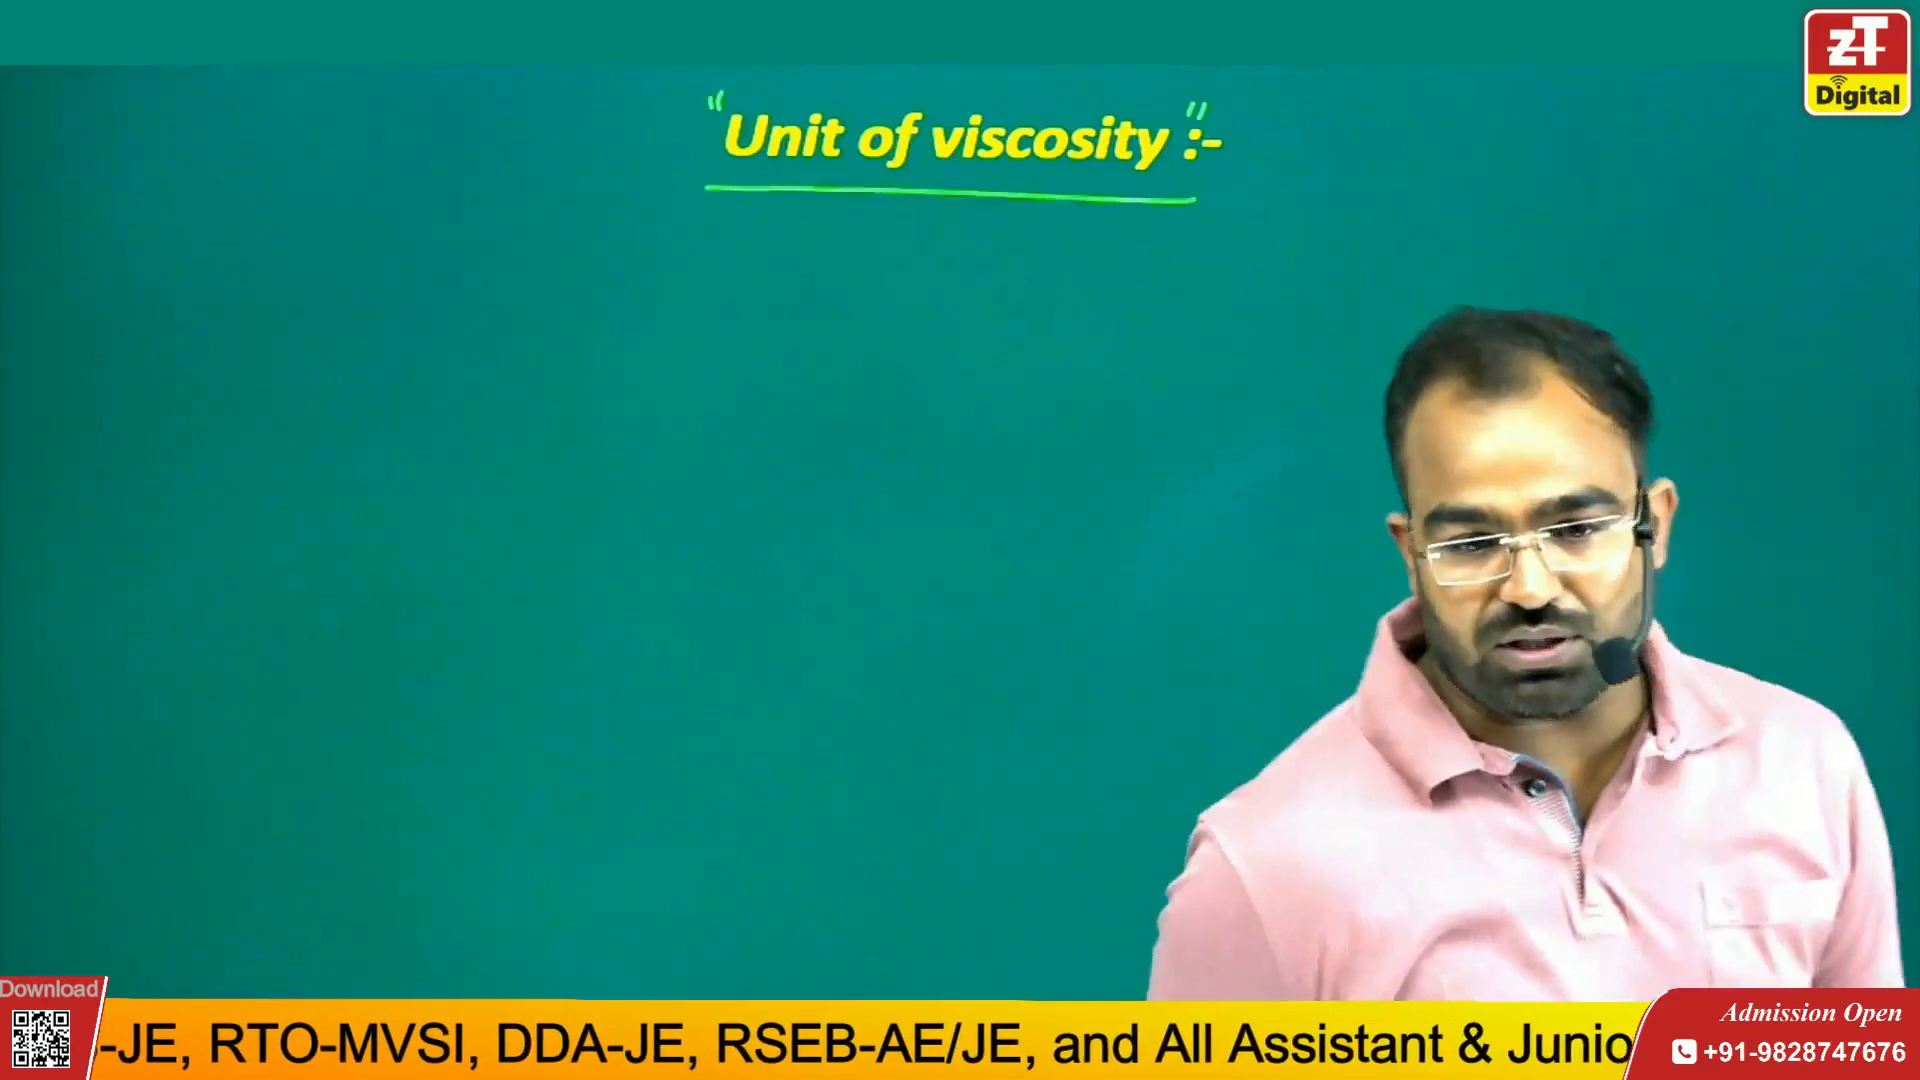 zT
Digital
"Unit of viscosity":-
Download
-JE, RTO-MVSI, DDA-JE, RSEB-AE/JE, and All Assistant & Junio
Admission Open
+91-9828747676